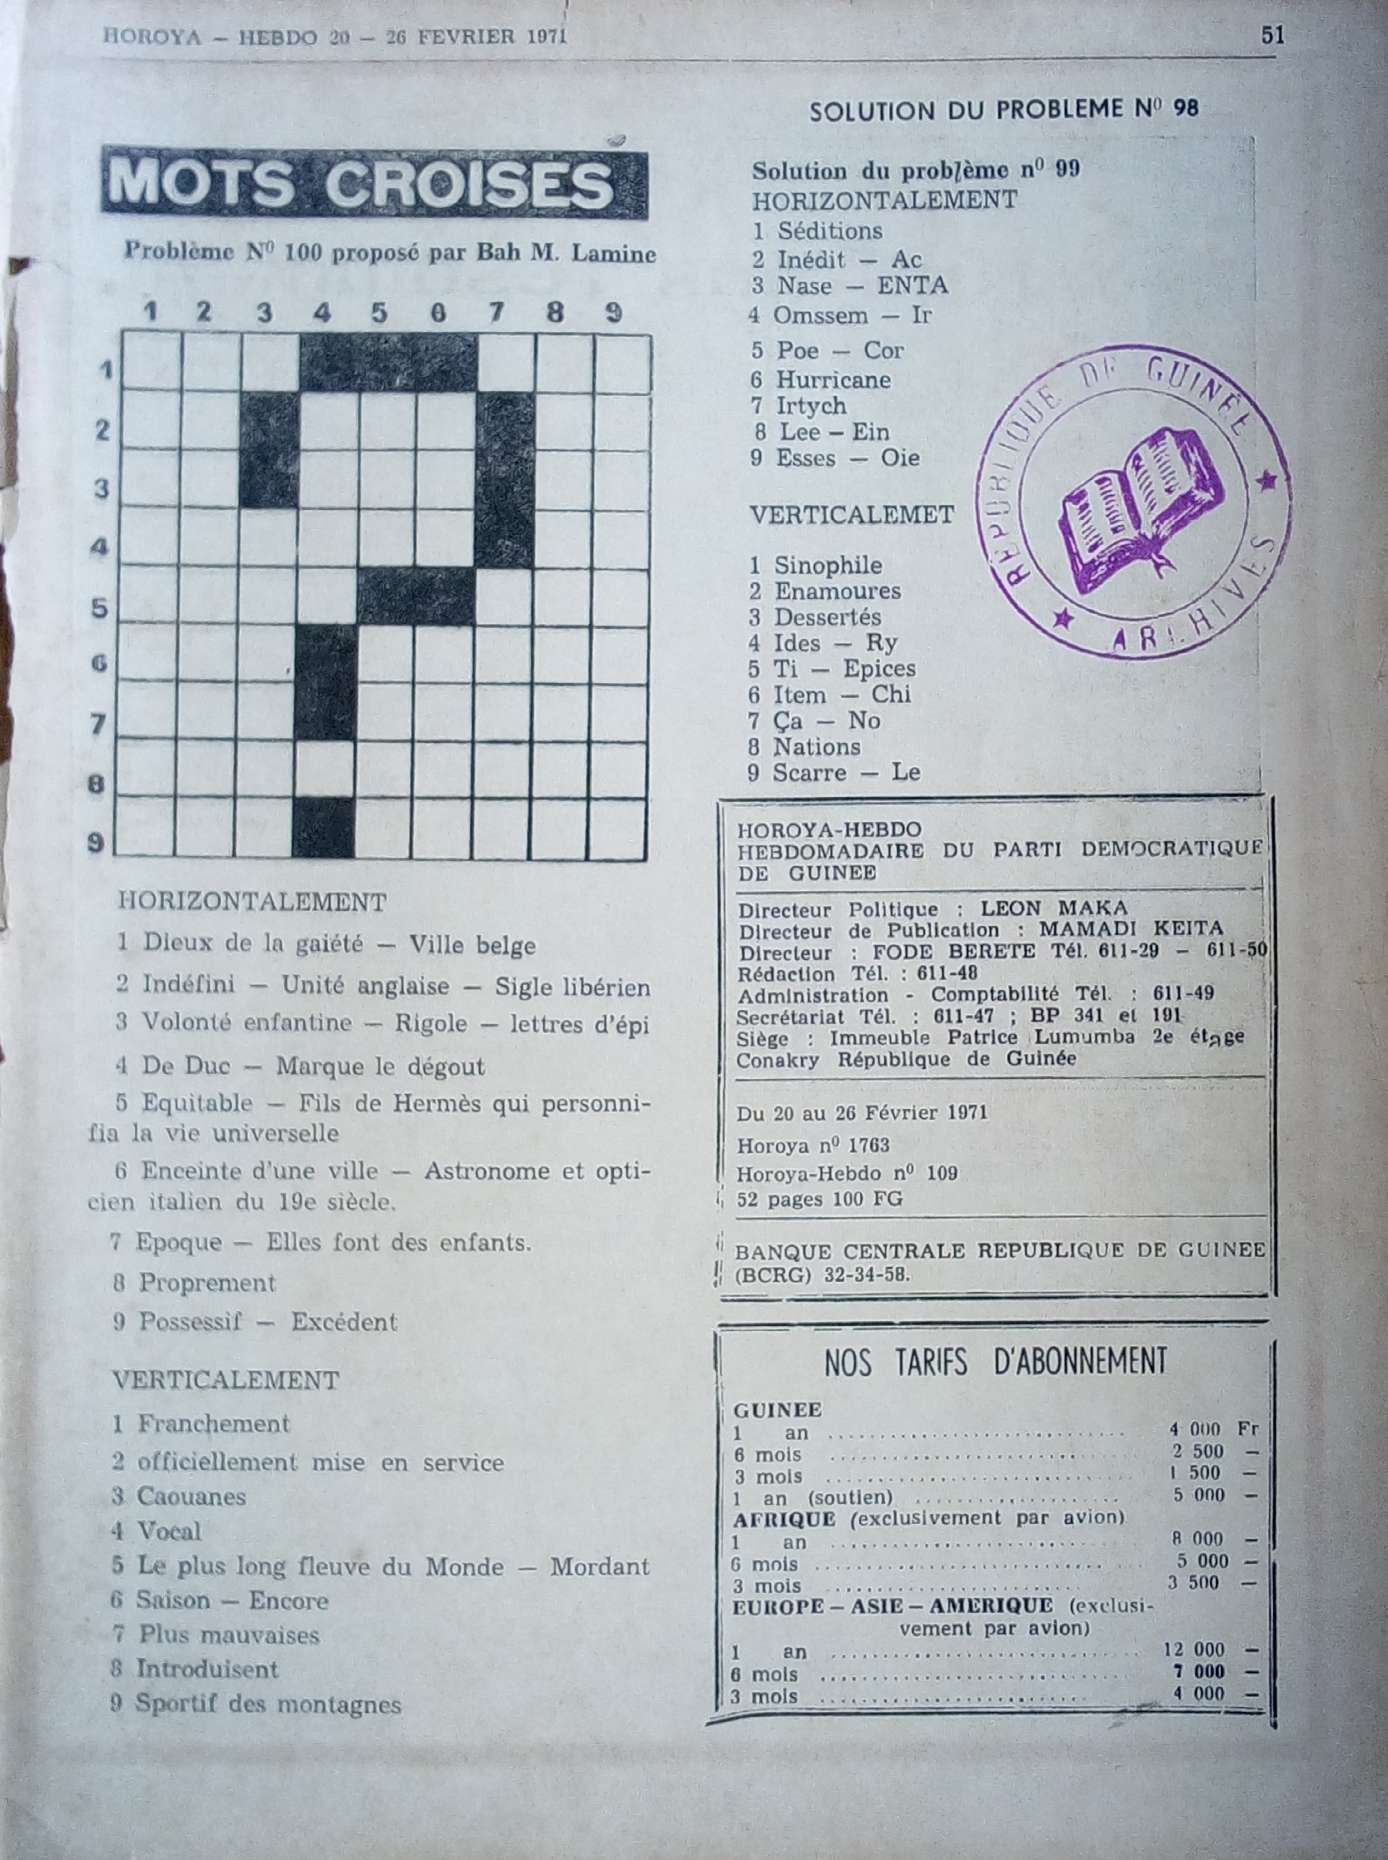 HOROYA — HEBDO 20 — 26 FEVRIER 1971
51
MOTS CROISES
Problème Nº 100 proposé par Bah M. Lamine
1 2 3 4 5 6 7 8 9
1
2
3
4
5
6
7
8
9
HORIZONTALEMENT
1 Dieux de la gaiété — Ville belge
2 Indéfini — Unité anglaise — Sigle libérien
3 Volonté enfantine — Rigole — lettres d'épi
4 De Duc — Marque le dégout
5 Equitable — Fils de Hermès qui personni-
fia la vie universelle
6 Enceinte d'une ville — Astronome et opti-
cien italien du 19e siècle.
7 Epoque — Elles font des enfants.
8 Proprement
9 Possessif — Excédent
VERTICALEMENT
1 Franchement
2 officiellement mise en service
3 Caouanes
4 Vocal
5 Le plus long fleuve du Monde — Mordant
6 Saison — Encore
7 Plus mauvaises
8 Introduisent
9 Sportif des montagnes
SOLUTION DU PROBLEME Nº 98
Solution du problème nº 99
HORIZONTALEMENT
1 Séditions
2 Inédit — Ac
3 Nase — ENTA
4 Omssem — Ir
5 Poe — Cor
6 Hurricane
7 Irtych
8 Lee — Ein
9 Esses — Oie
VERTICALEMET
1 Sinophile
2 Enamoures
3 Dessertés
4 Ides — Ry
5 Ti — Epices
6 Item — Chi
7 Ça — No
8 Nations
9 Scarre — Le
REPUBLIQUE DE GUINÉE
ARCHIVES
HOROYA-HEBDO
HEBDOMADAIRE DU PARTI DEMOCRATIQUE
DE GUINEE
Directeur Politique : LEON MAKA
Directeur de Publication : MAMADI KEITA
Directeur : FODE BERETE Tél. 611-29 — 611-50
Rédaction Tél. : 611-48
Administration - Comptabilité Tél. : 611-49
Secrétariat Tél. : 611-47 ; BP 341 et 191
Siège : Immeuble Patrice Lumumba 2e étage
Conakry République de Guinée
Du 20 au 26 Février 1971
Horoya nº 1763
Horoya-Hebdo nº 109
52 pages 100 FG
BANQUE CENTRALE REPUBLIQUE DE GUINEE
(BCRG) 32-34-58.
NOS TARIFS D'ABONNEMENT
GUINEE
1 an .............................. 4 000 Fr
6 mois .............................. 2 500 —
3 mois .............................. 1 500 —
1 an (soutien) .................... 5 000 —
AFRIQUE (exclusivement par avion)
1 an .............................. 8 000 —
6 mois .............................. 5 000 —
3 mois .............................. 3 500 —
EUROPE — ASIE — AMERIQUE (exclusi-
vement par avion)
1 an .............................. 12 000 —
6 mois .............................. 7 000 —
3 mois .............................. 4 000 —